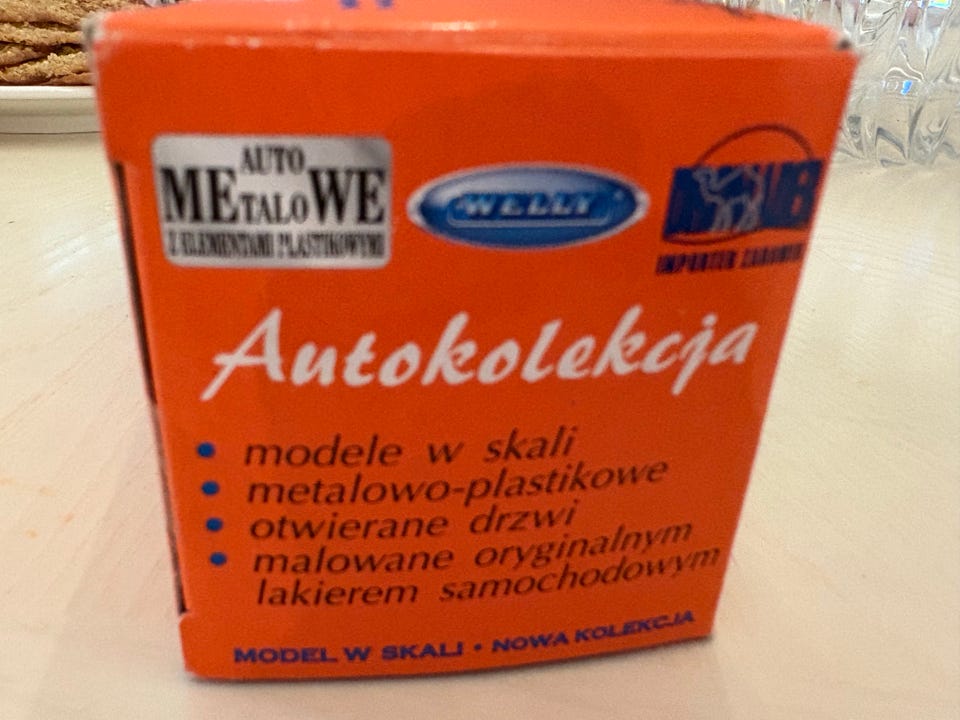 AUTO
METALOWE
Z ELEMENTAMI PLASTIKOWYMI
WELLY
IMPORTER
Autokolekcja
• modele w skali
• metalowo-plastikowe
• otwierane drzwi
• malowane oryginalnym
lakierem samochodowym
MODEL W SKALI • NOWA KOLEKCJA